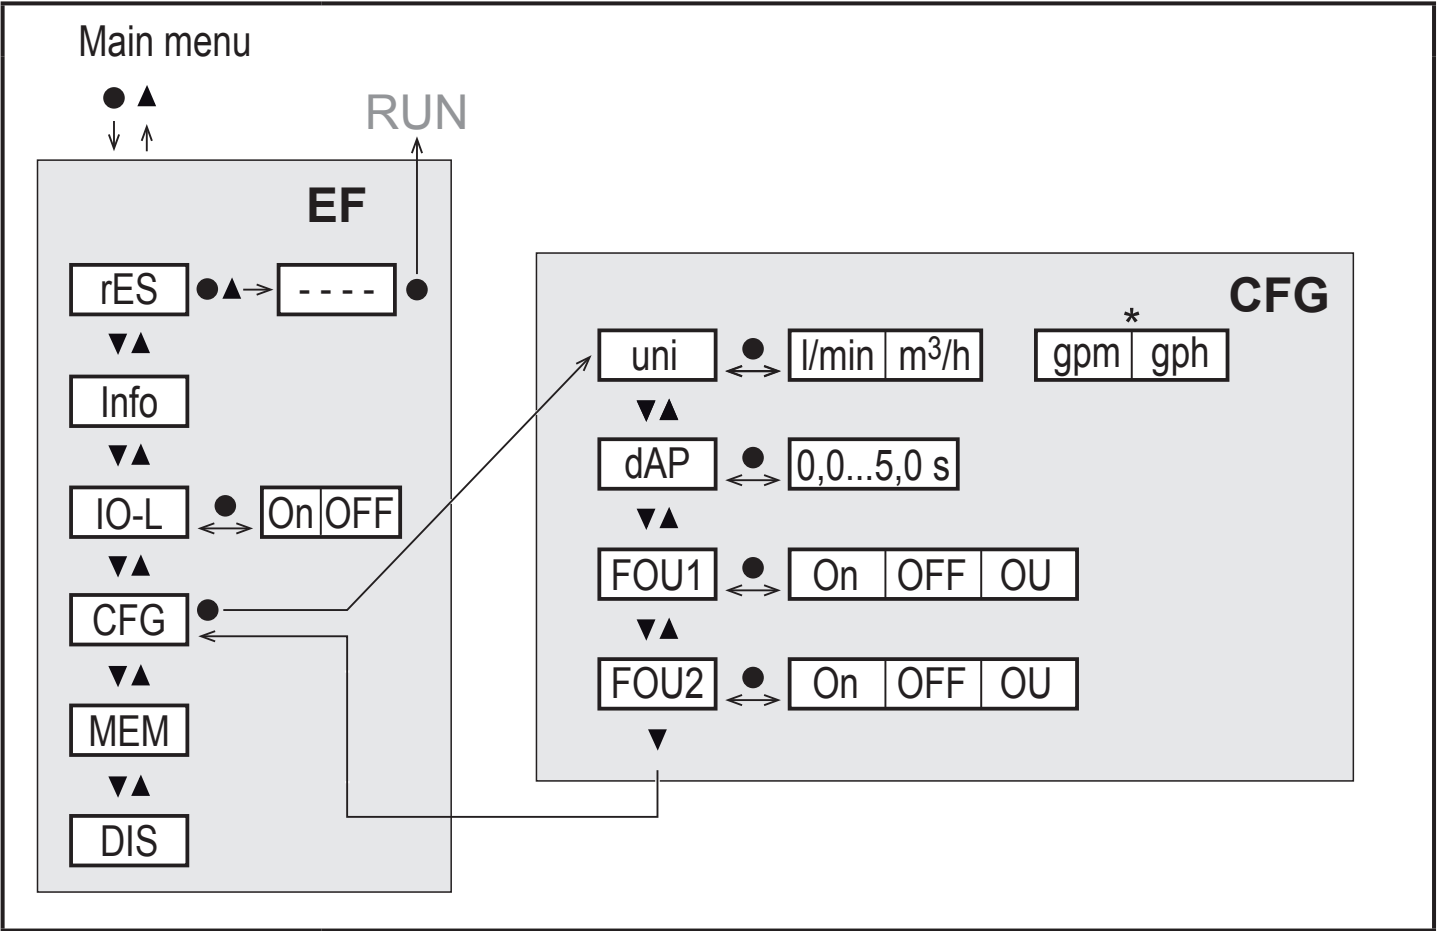 Main menu
RUN
EF
rES
- - - -
Info
IO-L
On OFF
CFG
MEM
DIS
CFG
*
uni
l/min m³/h
gpm gph
dAP
0,0...5,0 s
FOU1
On OFF OU
FOU2
On OFF OU